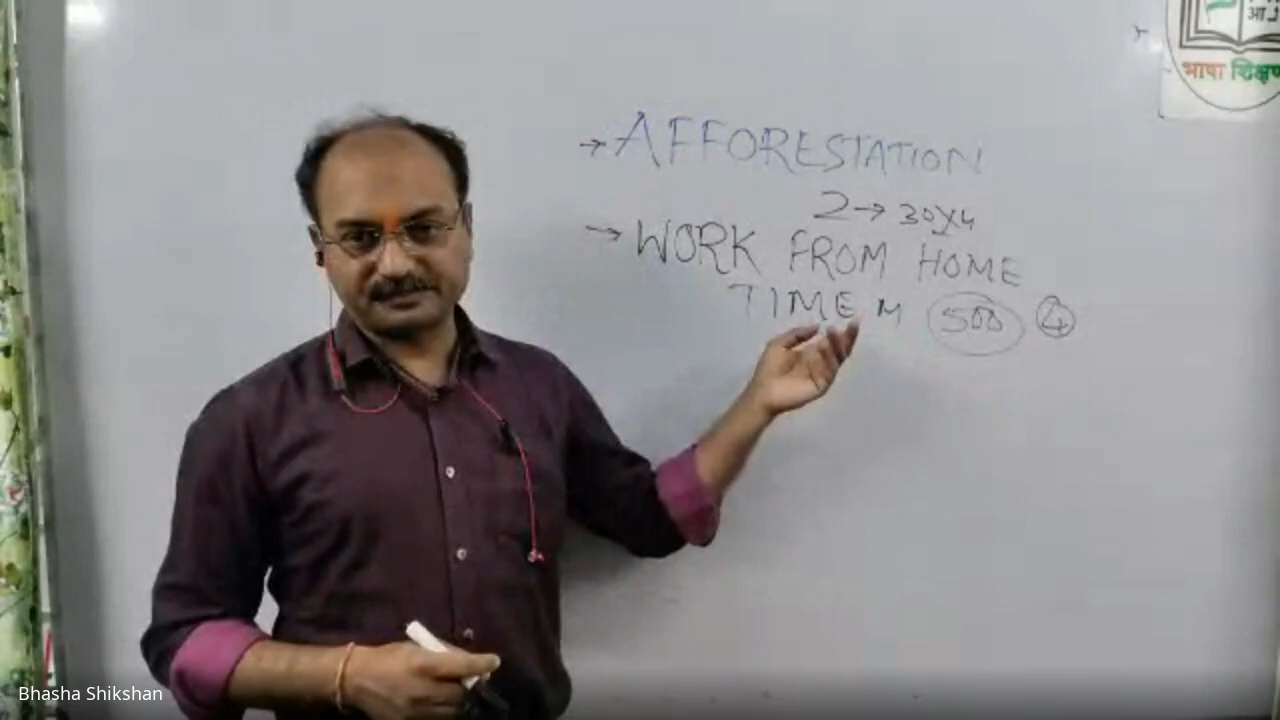 → AFFORESTATION
2 → 30x4
→ WORK FROM HOME
TIME M 500 4
भाषा शिक्षण
Bhasha Shikshan